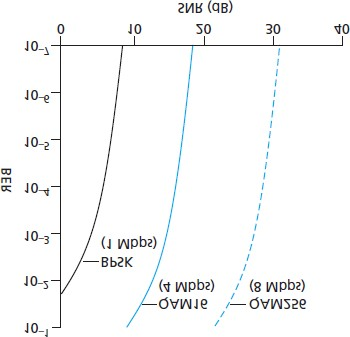 SNR (dB)
0 10 20 30 40
10–7
10–6
10–5
10–4
10–3
10–2
10–1
BER
(1 Mbps)
BPSK
(4 Mbps)
QAM16
(8 Mbps)
QAM256